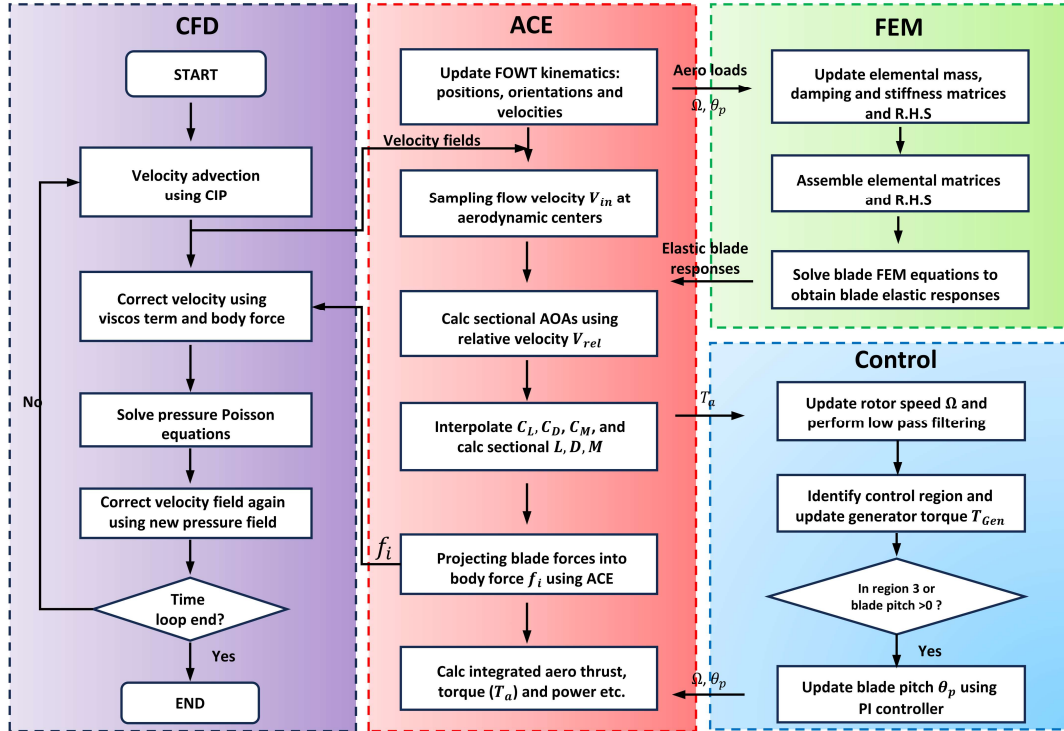 CFD
START
Velocity advection
using CIP
Correct velocity using
viscos term and body force
Solve pressure Poisson
equations
Correct velocity field again
using new pressure field
Time
loop end?
No
Yes
END
ACE
Update FOWT kinematics:
positions, orientations and
velocities
Velocity fields
Sampling flow velocity V_in at
aerodynamic centers
Calc sectional AOAs using
relative velocity V_rel
Interpolate C_L, C_D, C_M, and
calc sectional L, D, M
f_i
Projecting blade forces into
body force f_i using ACE
Calc integrated aero thrust,
torque (T_a) and power etc.
Aero loads
Ω, θ_p
Elastic blade
responses
FEM
Update elemental mass,
damping and stiffness matrices
and R.H.S
Assemble elemental matrices
and R.H.S
Solve blade FEM equations to
obtain blade elastic responses
Control
T_a
Update rotor speed Ω and
perform low pass filtering
Identify control region and
update generator torque T_Gen
In region 3 or
blade pitch >0 ?
Yes
Ω, θ_p
Update blade pitch θ_p using
PI controller